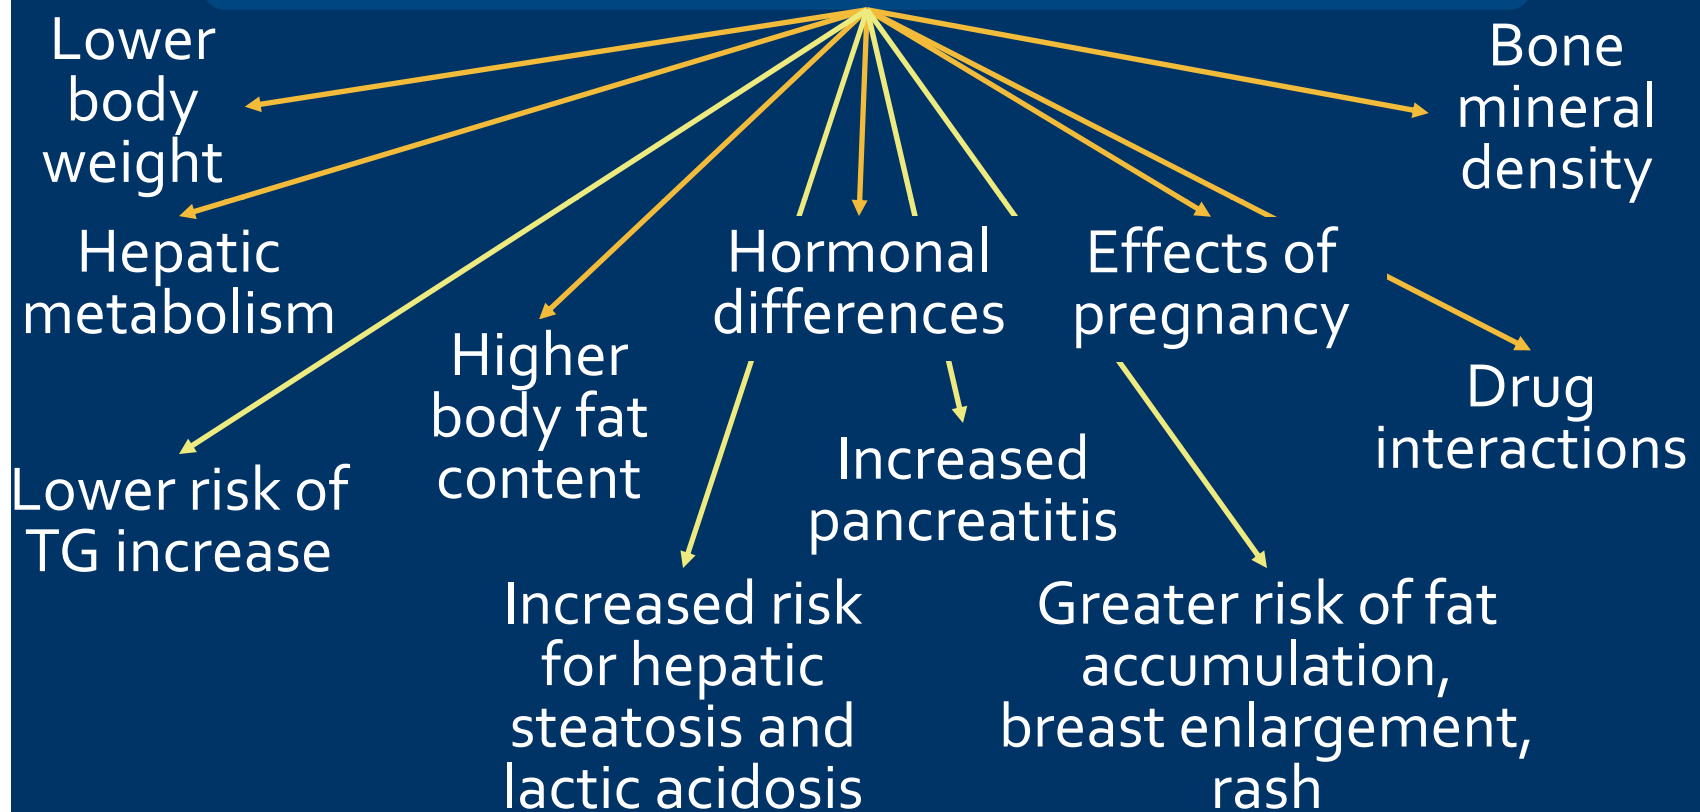 Lower
body
weight
Bone
mineral
density
Hepatic
metabolism
Hormonal
differences
Effects of
pregnancy
Higher
body fat
content
Drug
interactions
Lower risk of
TG increase
Increased
pancreatitis
Increased risk
for hepatic
steatosis and
lactic acidosis
Greater risk of fat
accumulation,
breast enlargement,
rash